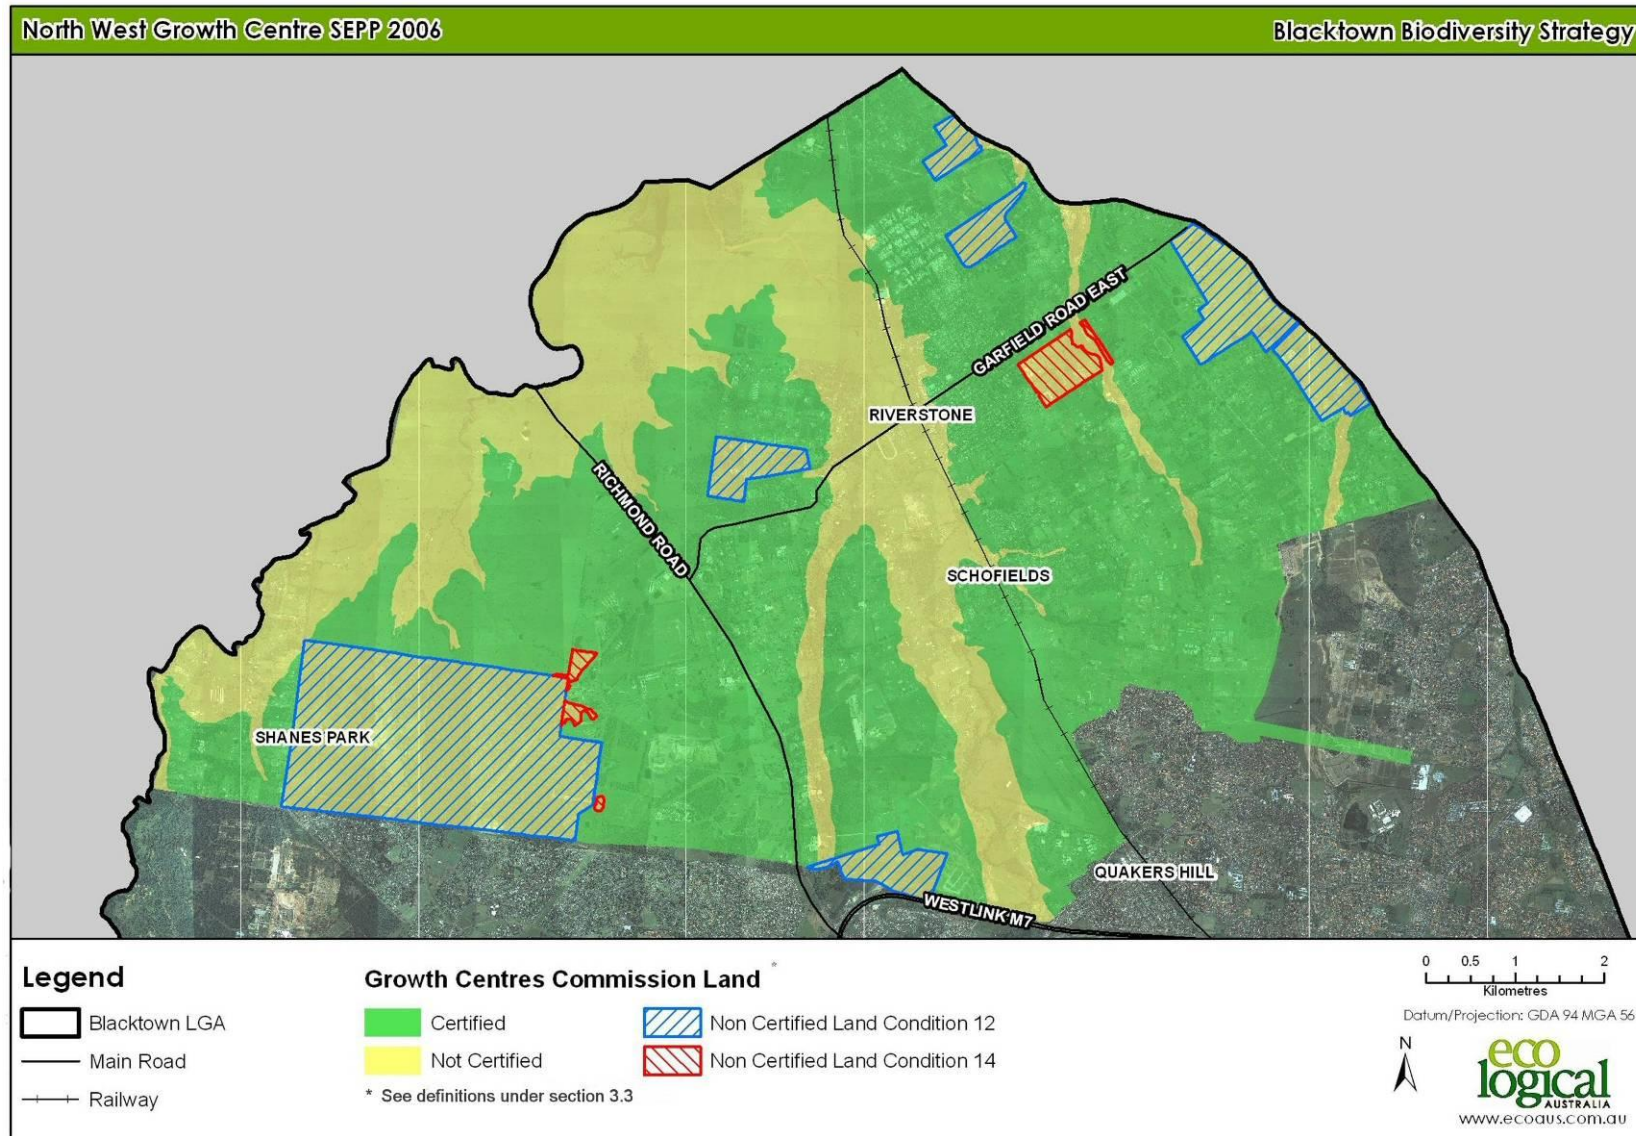 North West Growth Centre SEPP 2006
Blacktown Biodiversity Strategy
GARFIELD ROAD EAST
RIVERSTONE
RICHMOND ROAD
SCHOFIELDS
SHANES PARK
QUAKERS HILL
WESTLINK M7
Legend
Blacktown LGA
Main Road
Railway
Growth Centres Commission Land *
Certified
Not Certified
Non Certified Land Condition 12
Non Certified Land Condition 14
* See definitions under section 3.3
0 0.5 1 2
Kilometres
Datum/Projection: GDA 94 MGA 56
N
eco
logical
AUSTRALIA
www.ecoaus.com.au